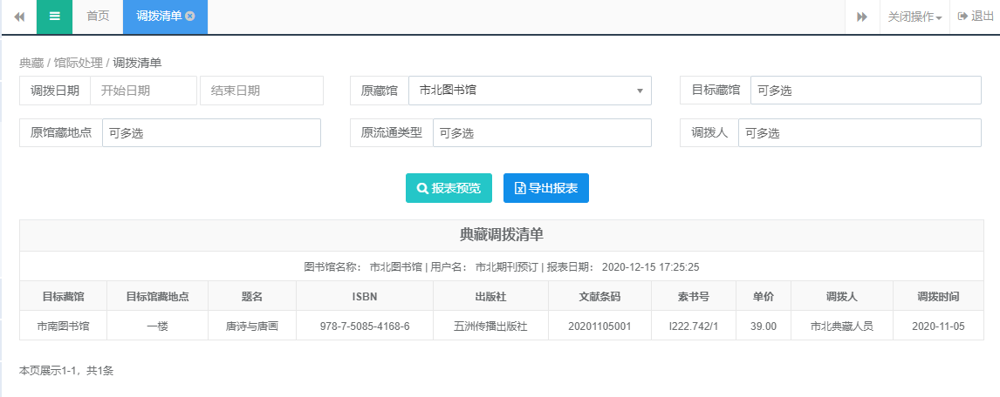 首页 调拨清单 关闭操作 退出
典藏 / 馆际处理 / 调拨清单
调拨日期 开始日期 结束日期 原藏馆 市北图书馆 目标藏馆 可多选
原馆藏地点 可多选 原流通类型 可多选 调拨人 可多选
报表预览 导出报表
典藏调拨清单
图书馆名称： 市北图书馆 | 用户名： 市北期刊预订 | 报表日期： 2020-12-15 17:25:25
目标藏馆 目标馆藏地点 题名 ISBN 出版社 文献条码 索书号 单价 调拨人 调拨时间
市南图书馆 一楼 唐诗与唐画 978-7-5085-4168-6 五洲传播出版社 20201105001 I222.742/1 39.00 市北典藏人员 2020-11-05
本页展示1-1，共1条